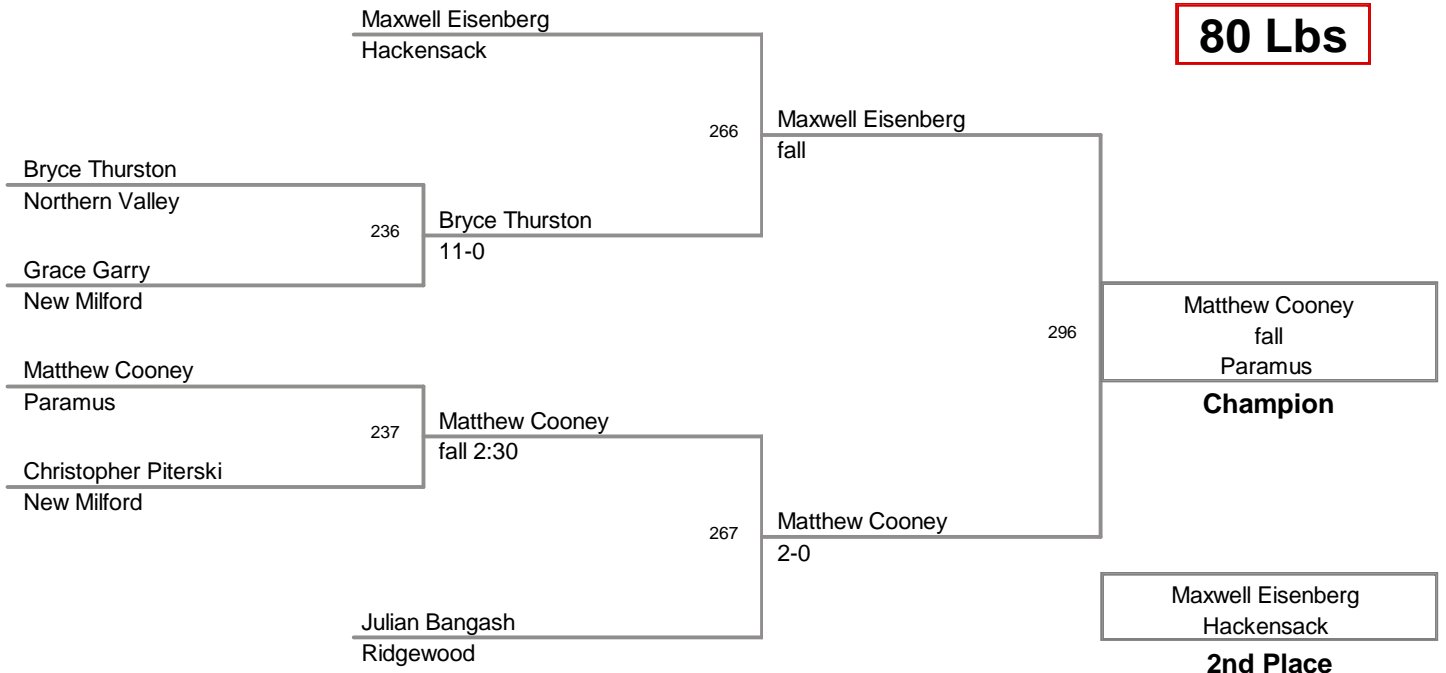 Maxwell Eisenberg
Hackensack
80 Lbs
266
Maxwell Eisenberg
fall
Bryce Thurston
Northern Valley
236
Bryce Thurston
11-0
Grace Garry
New Milford
296
Matthew Cooney
fall
Paramus
Champion
Matthew Cooney
Paramus
237
Matthew Cooney
fall 2:30
Christopher Piterski
New Milford
267
Matthew Cooney
2-0
Julian Bangash
Ridgewood
Maxwell Eisenberg
Hackensack
2nd Place